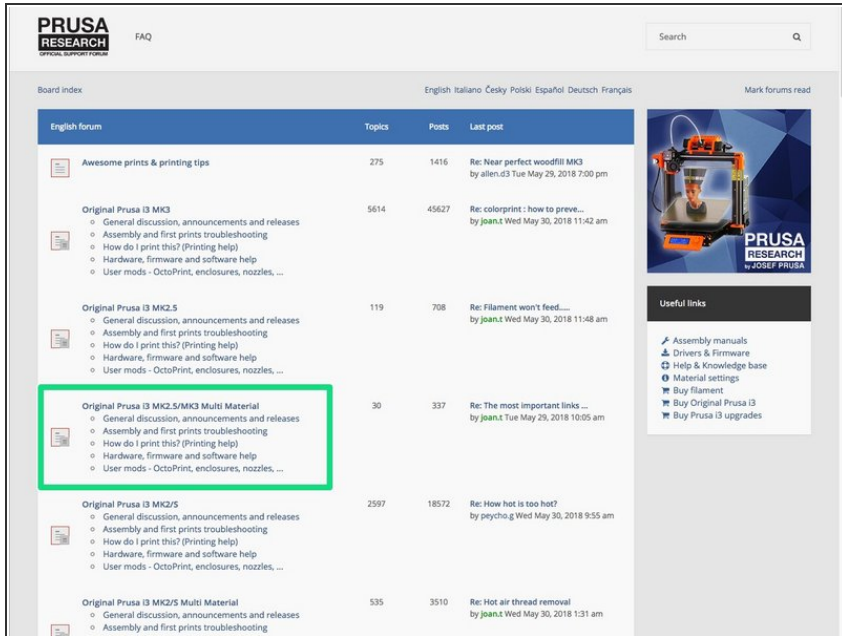 PRUSA
RESEARCH
OFFICIAL SUPPORT FORUM
FAQ
Search
Board index
English Italiano Česky Polski Español Deutsch Français
Mark forums read
English forum Topics Posts Last post
Awesome prints & printing tips 275 1416 Re: Near perfect woodfill MK3
by allen.d3 Tue May 29, 2018 7:00 pm
Original Prusa i3 MK3 5614 45627 Re: colorprint : how to preve...
General discussion, announcements and releases by joan.t Wed May 30, 2018 11:42 am
Assembly and first prints troubleshooting
How do I print this? (Printing help)
Hardware, firmware and software help
User mods - OctoPrint, enclosures, nozzles, ...
Original Prusa i3 MK2.5 119 708 Re: Filament won't feed.....
General discussion, announcements and releases by joan.t Wed May 30, 2018 11:48 am
Assembly and first prints troubleshooting
How do I print this? (Printing help)
Hardware, firmware and software help
User mods - OctoPrint, enclosures, nozzles, ...
Original Prusa i3 MK2.5/MK3 Multi Material 30 337 Re: The most important links ...
General discussion, announcements and releases by joan.t Tue May 29, 2018 10:05 am
Assembly and first prints troubleshooting
How do I print this? (Printing help)
Hardware, firmware and software help
User mods - OctoPrint, enclosures, nozzles, ...
Original Prusa i3 MK2/S 2597 18572 Re: How hot is too hot?
General discussion, announcements and releases by peycho.g Wed May 30, 2018 9:55 am
Assembly and first prints troubleshooting
How do I print this? (Printing help)
Hardware, firmware and software help
User mods - OctoPrint, enclosures, nozzles, ...
Original Prusa i3 MK2/S Multi Material 535 3510 Re: Hot air thread removal
General discussion, announcements and releases by joan.t Wed May 30, 2018 1:31 am
Assembly and first prints troubleshooting
PRUSA
RESEARCH
by JOSEF PRUSA
Useful links
Assembly manuals
Drivers & Firmware
Help & Knowledge base
Material settings
Buy filament
Buy Original Prusa i3
Buy Prusa i3 upgrades